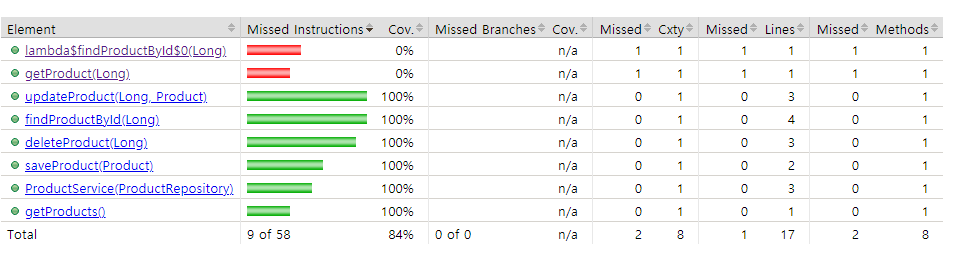 Element Missed Instructions Cov. Missed Branches Cov. Missed Cxty Missed Lines Missed Methods
lambda$findProductById$0(Long) 0% n/a 1 1 1 1 1 1
getProduct(Long) 0% n/a 1 1 1 1 1 1
updateProduct(Long, Product) 100% n/a 0 1 0 3 0 1
findProductById(Long) 100% n/a 0 1 0 4 0 1
deleteProduct(Long) 100% n/a 0 1 0 3 0 1
saveProduct(Product) 100% n/a 0 1 0 2 0 1
ProductService(ProductRepository) 100% n/a 0 1 0 3 0 1
getProducts() 100% n/a 0 1 0 1 0 1
Total 9 of 58 84% 0 of 0 n/a 2 8 1 17 2 8